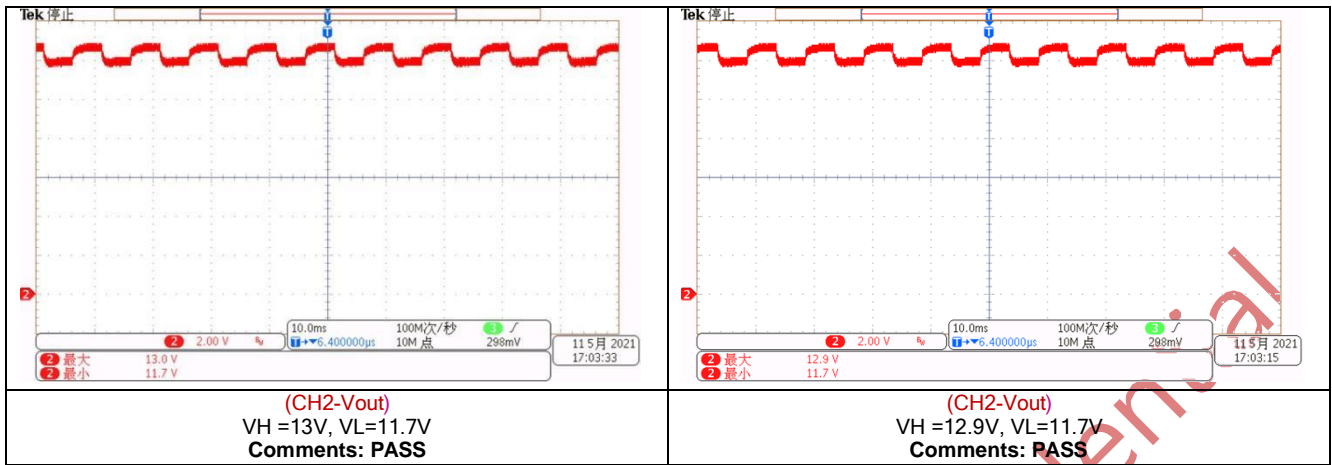 Tek 停止
T
T
2
10.0ms 100M次/秒 3
2 2.00 V BW T 6.400000µs 10M 点 298mV
11 5月 2021
17:03:33
2 最大 13.0 V
2 最小 11.7 V
(CH2-Vout)
VH =13V, VL=11.7V
Comments: PASS
Tek 停止
T
T
2
10.0ms 100M次/秒 3
2 2.00 V BW T 6.400000µs 10M 点 298mV
11 5月 2021
17:03:15
2 最大 12.9 V
2 最小 11.7 V
(CH2-Vout)
VH =12.9V, VL=11.7V
Comments: PASS
dential